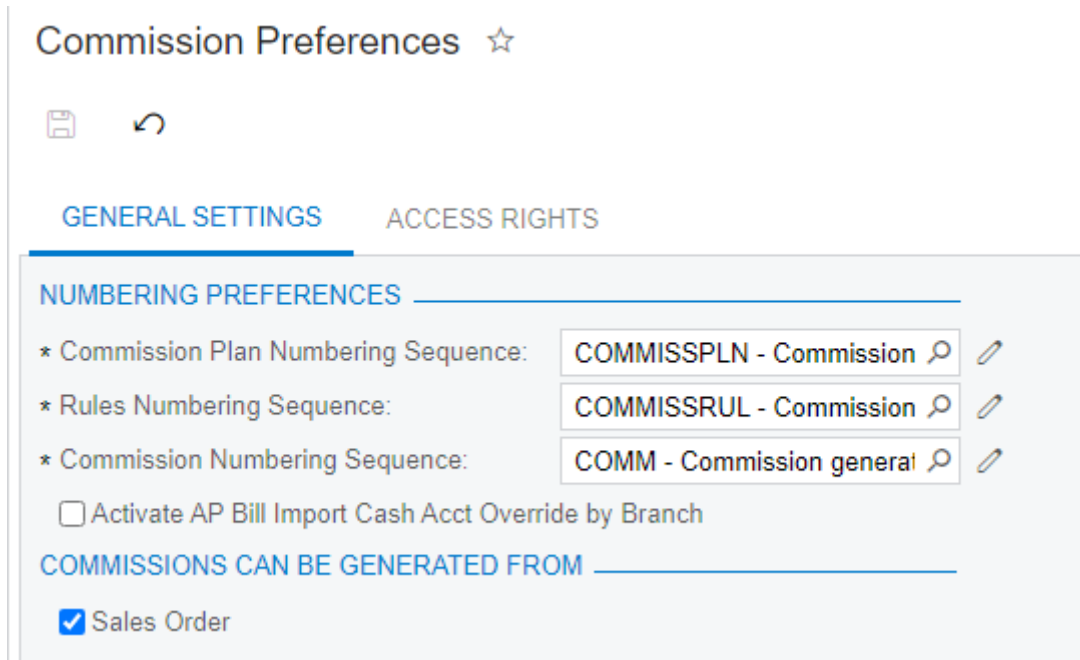 Commission Preferences
GENERAL SETTINGS ACCESS RIGHTS
NUMBERING PREFERENCES
* Commission Plan Numbering Sequence: COMMISSPLN - Commission
* Rules Numbering Sequence: COMMISSRUL - Commission
* Commission Numbering Sequence: COMM - Commission generat
Activate AP Bill Import Cash Acct Override by Branch
COMMISSIONS CAN BE GENERATED FROM
Sales Order